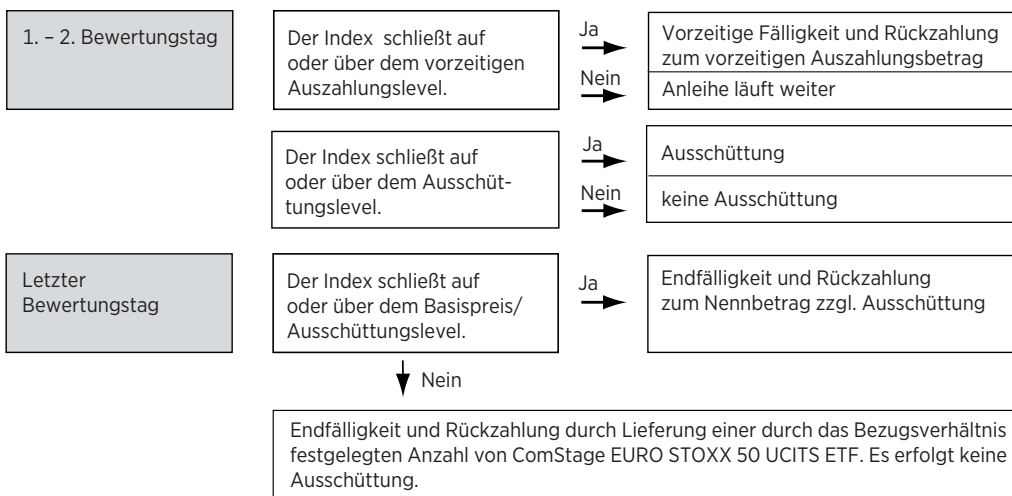 1. – 2. Bewertungstag
Der Index schließt auf
oder über dem vorzeitigen
Auszahlungslevel.
Ja
Nein
Vorzeitige Fälligkeit und Rückzahlung
zum vorzeitigen Auszahlungsbetrag
Anleihe läuft weiter
Der Index schließt auf
oder über dem Ausschüt-
tungslevel.
Ja
Nein
Ausschüttung
keine Ausschüttung
Letzter
Bewertungstag
Der Index schließt auf
oder über dem Basispreis/
Ausschüttungslevel.
Ja
Endfälligkeit und Rückzahlung
zum Nennbetrag zzgl. Ausschüttung
Nein
Endfälligkeit und Rückzahlung durch Lieferung einer durch das Bezugsverhältnis
festgelegten Anzahl von ComStage EURO STOXX 50 UCITS ETF. Es erfolgt keine
Ausschüttung.